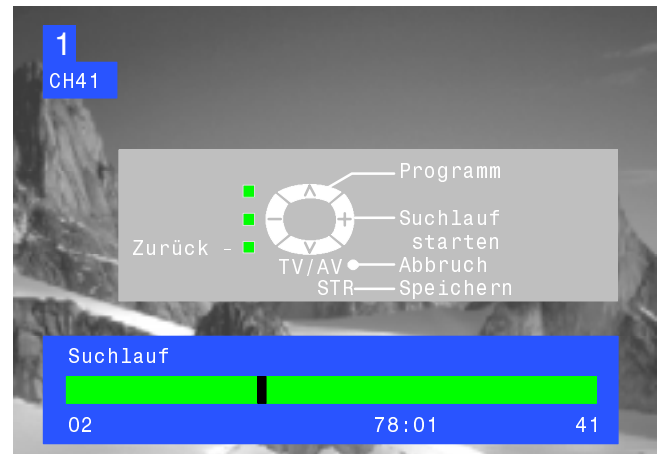 1
CH41
Programm
Suchlauf
starten
Zurück -
TV/AV Abbruch
STR Speichern
Suchlauf
02 78:01 41